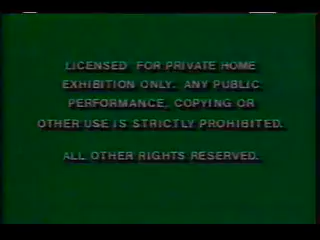 LICENSED FOR PRIVATE HOME
EXHIBITION ONLY. ANY PUBLIC
PERFORMANCE, COPYING OR
OTHER USE IS STRICTLY PROHIBITED.
ALL OTHER RIGHTS RESERVED.